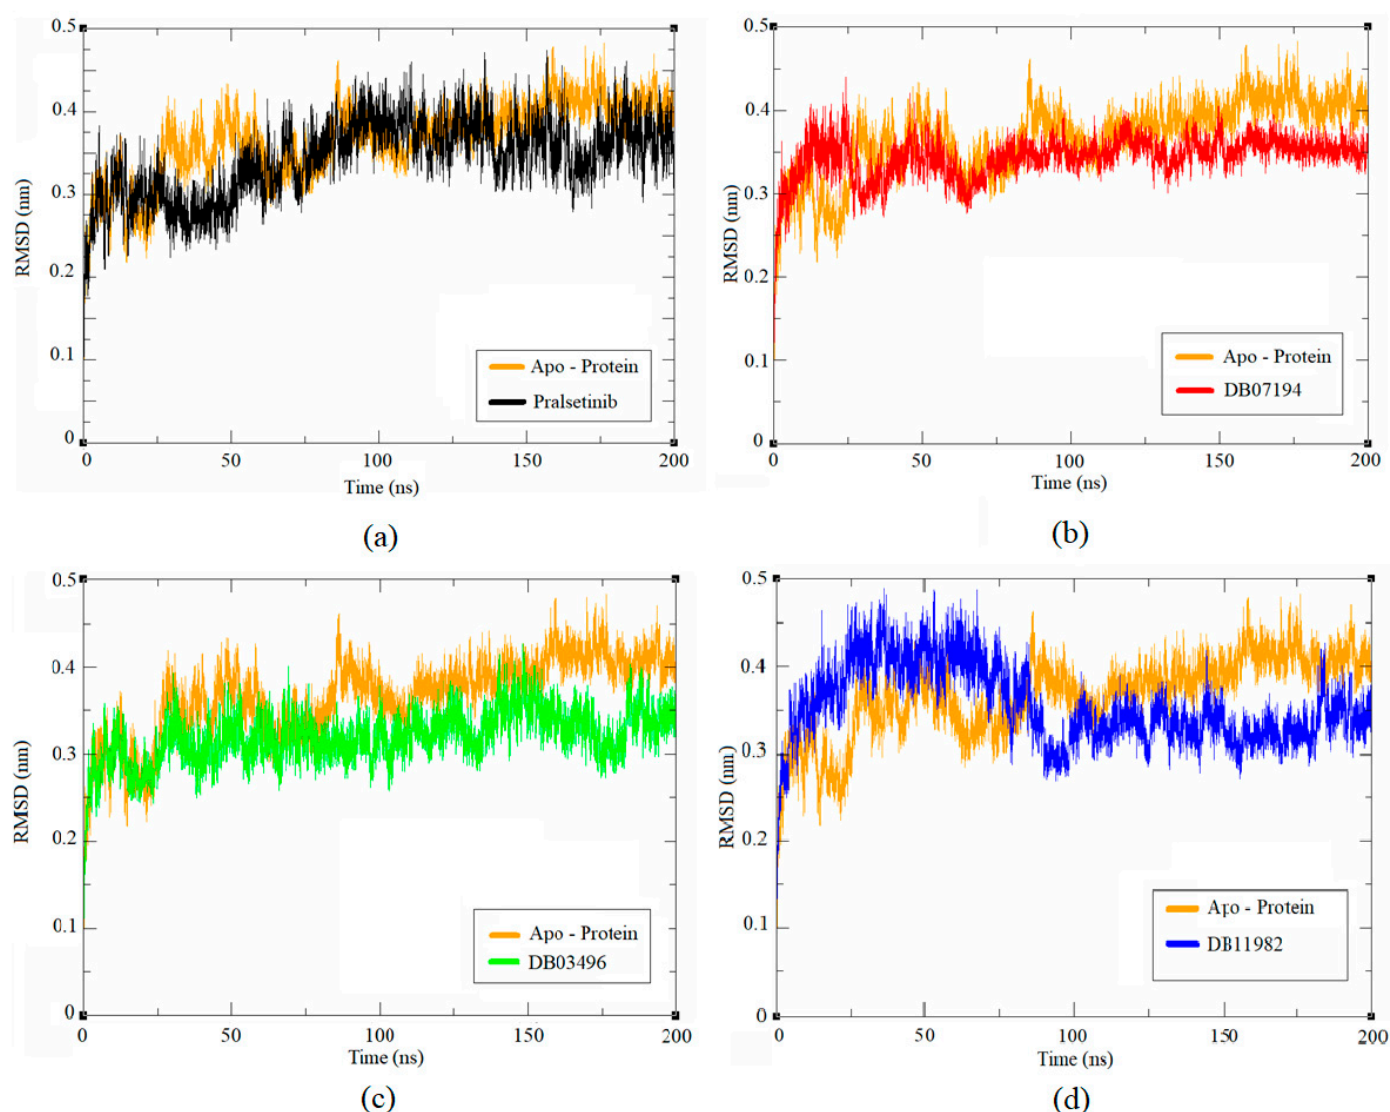 0.5
0.4
0.3
0.2
0.1
0
RMSD (nm)
Apo - Protein
Pralsetinib
0 50 100 150 200
Time (ns)
(a)
0.5
0.4
0.3
0.2
0.1
0
RMSD (nm)
Apo - Protein
DB07194
0 50 100 150 200
Time (ns)
(b)
0.5
0.4
0.3
0.2
0.1
0
RMSD (nm)
Apo - Protein
DB03496
0 50 100 150 200
Time (ns)
(c)
0.5
0.4
0.3
0.2
0.1
0
RMSD (nm)
Apo - Protein
DB11982
0 50 100 150 200
Time (ns)
(d)